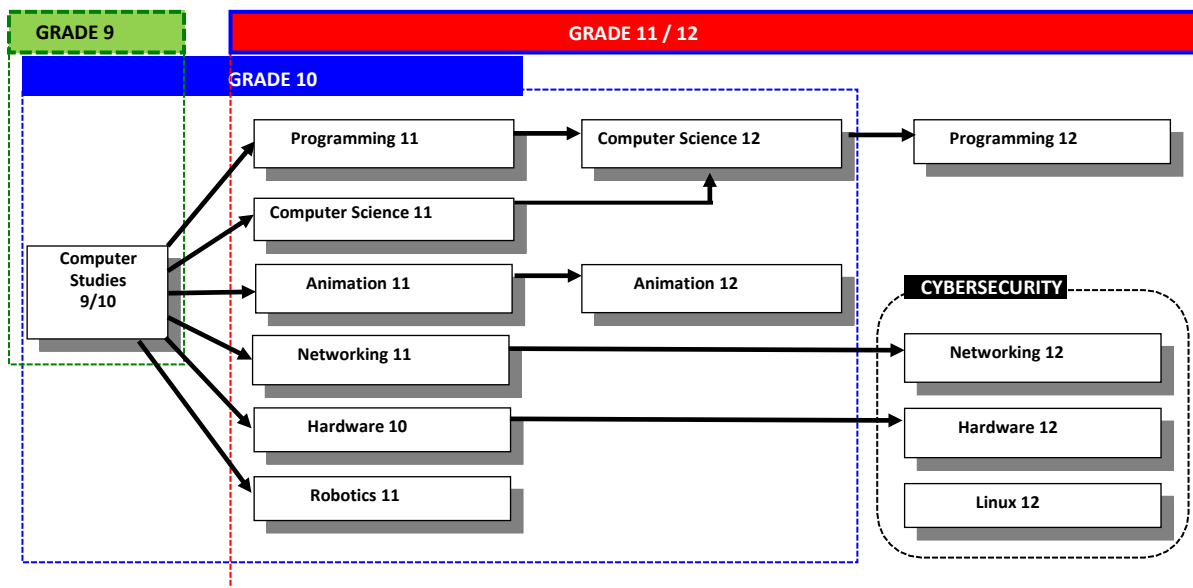 GRADE 9
GRADE 11 / 12
GRADE 10
Programming 11
Computer Science 12
Programming 12
Computer Science 11
Computer
Studies
9/10
Animation 11
Animation 12
CYBERSECURITY
Networking 11
Networking 12
Hardware 10
Hardware 12
Robotics 11
Linux 12